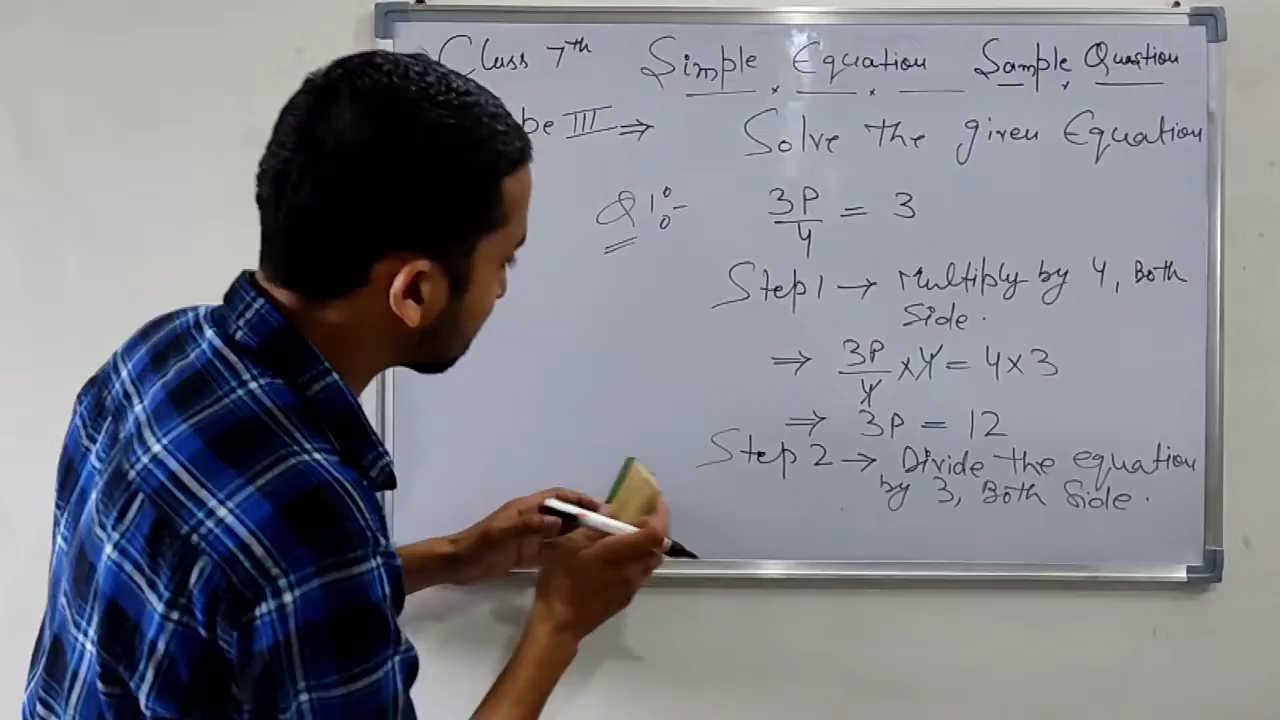 Class 7th Simple Equation Sample Quastion
be III ⇒ Solve the given Equation
Q1:- 3P/4 = 3
Step 1 → Multiply by 4, Both
Side.
⇒ 3P/4 × 4 = 4 × 3
⇒ 3P = 12
Step 2 → Divide the equation
by 3, Both Side.